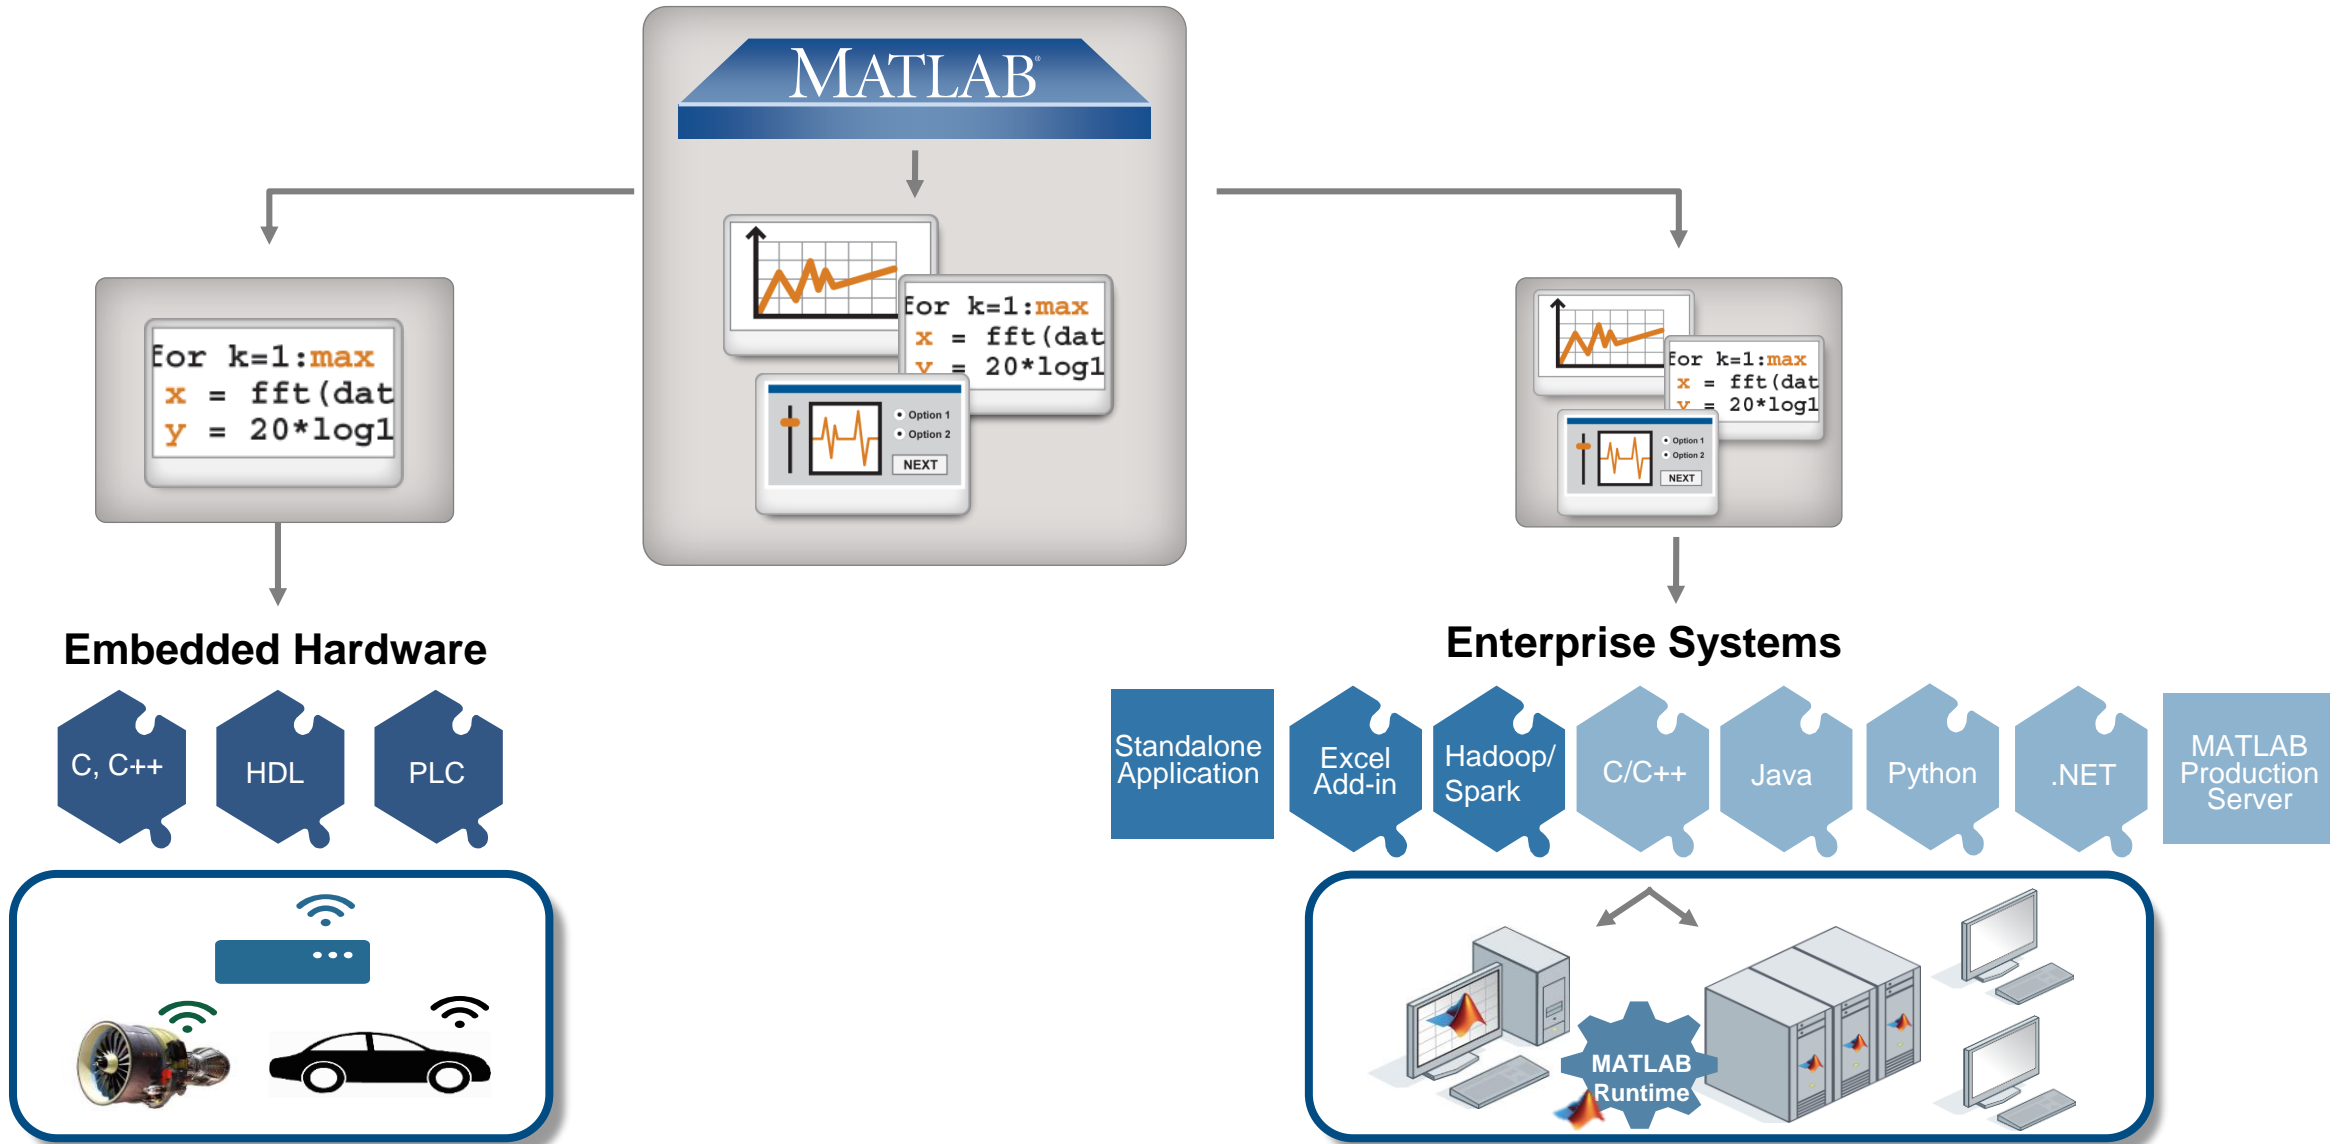 MATLAB®
for k=1:max
x = fft(dat
y = 20*log1
for k=1:max
x = fft(dat
y = 20*log1
Option 1
Option 2
NEXT
for k=1:max
x = fft(dat
y = 20*log1
Option 1
Option 2
NEXT
Embedded Hardware
C, C++
HDL
PLC
Enterprise Systems
Standalone
Application
Excel
Add-in
Hadoop/
Spark
C/C++
Java
Python
.NET
MATLAB
Production
Server
MATLAB
Runtime